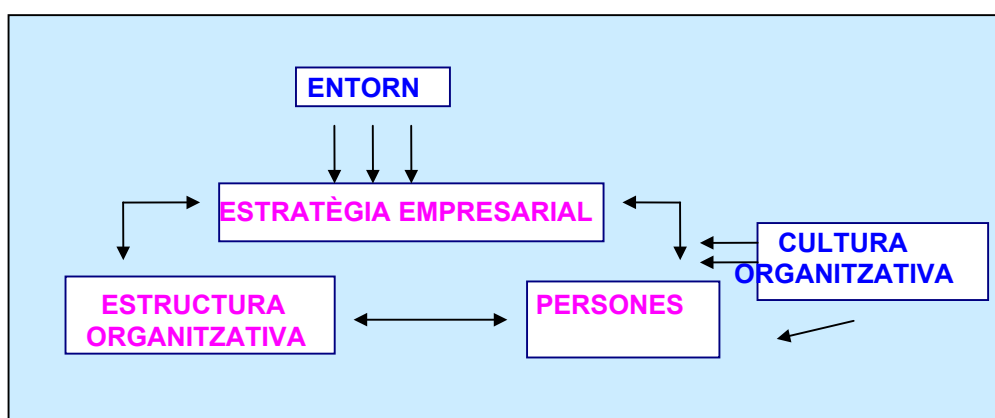 ENTORN
ESTRATÈGIA EMPRESARIAL
CULTURA
ORGANITZATIVA
ESTRUCTURA
ORGANITZATIVA
PERSONES